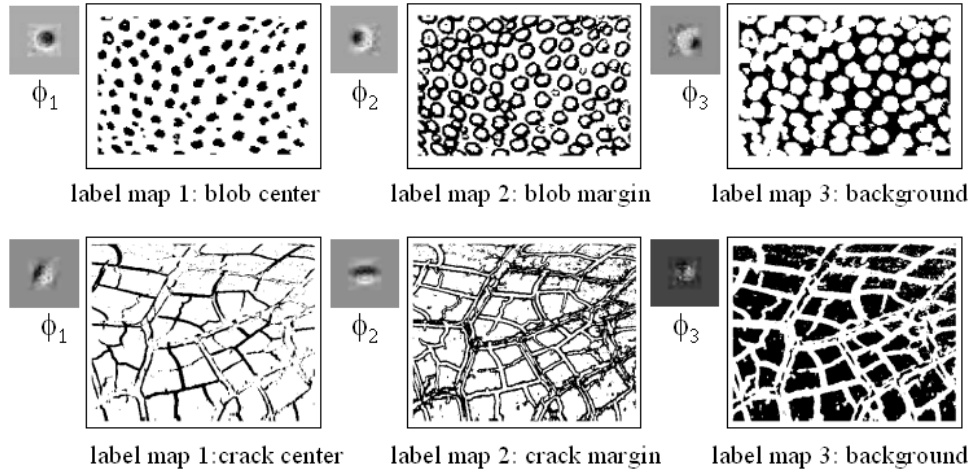 ϕ1 ϕ2 ϕ3
label map 1: blob center label map 2: blob margin label map 3: background
ϕ1 ϕ2 ϕ3
label map 1:crack center label map 2: crack margin label map 3: background